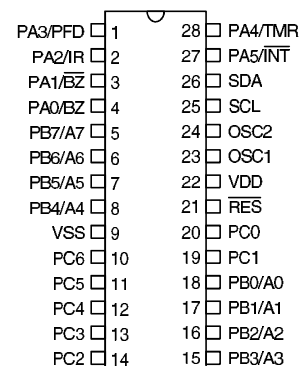 PA3/PFD 1 28 PA4/TMR
PA2/IR 2 27 PA5/INT
PA1/BZ 3 26 SDA
PA0/BZ 4 25 SCL
PB7/A7 5 24 OSC2
PB6/A6 6 23 OSC1
PB5/A5 7 22 VDD
PB4/A4 8 21 RES
VSS 9 20 PC0
PC6 10 19 PC1
PC5 11 18 PB0/A0
PC4 12 17 PB1/A1
PC3 13 16 PB2/A2
PC2 14 15 PB3/A3